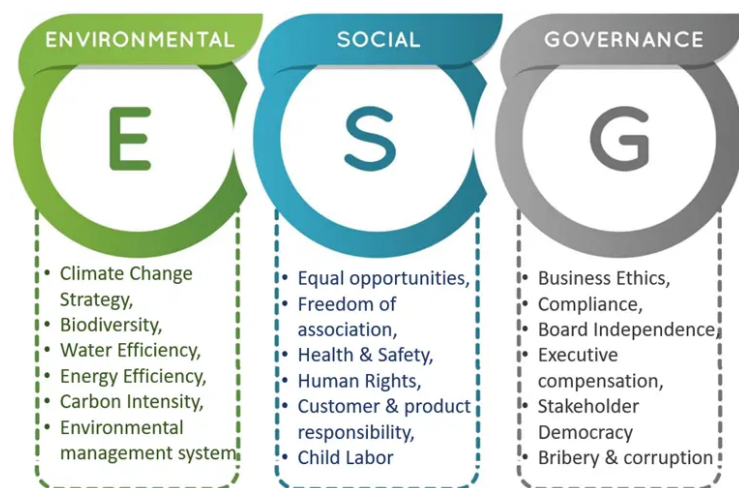 ENVIRONMENTAL
E
• Climate Change
Strategy,
• Biodiversity,
• Water Efficiency,
• Energy Efficiency,
• Carbon Intensity,
• Environmental
management system
SOCIAL
S
• Equal opportunities,
• Freedom of
association,
• Health & Safety,
• Human Rights,
• Customer & product
responsibility,
• Child Labor
GOVERNANCE
G
• Business Ethics,
• Compliance,
• Board Independence,
• Executive
compensation,
• Stakeholder
Democracy
• Bribery & corruption